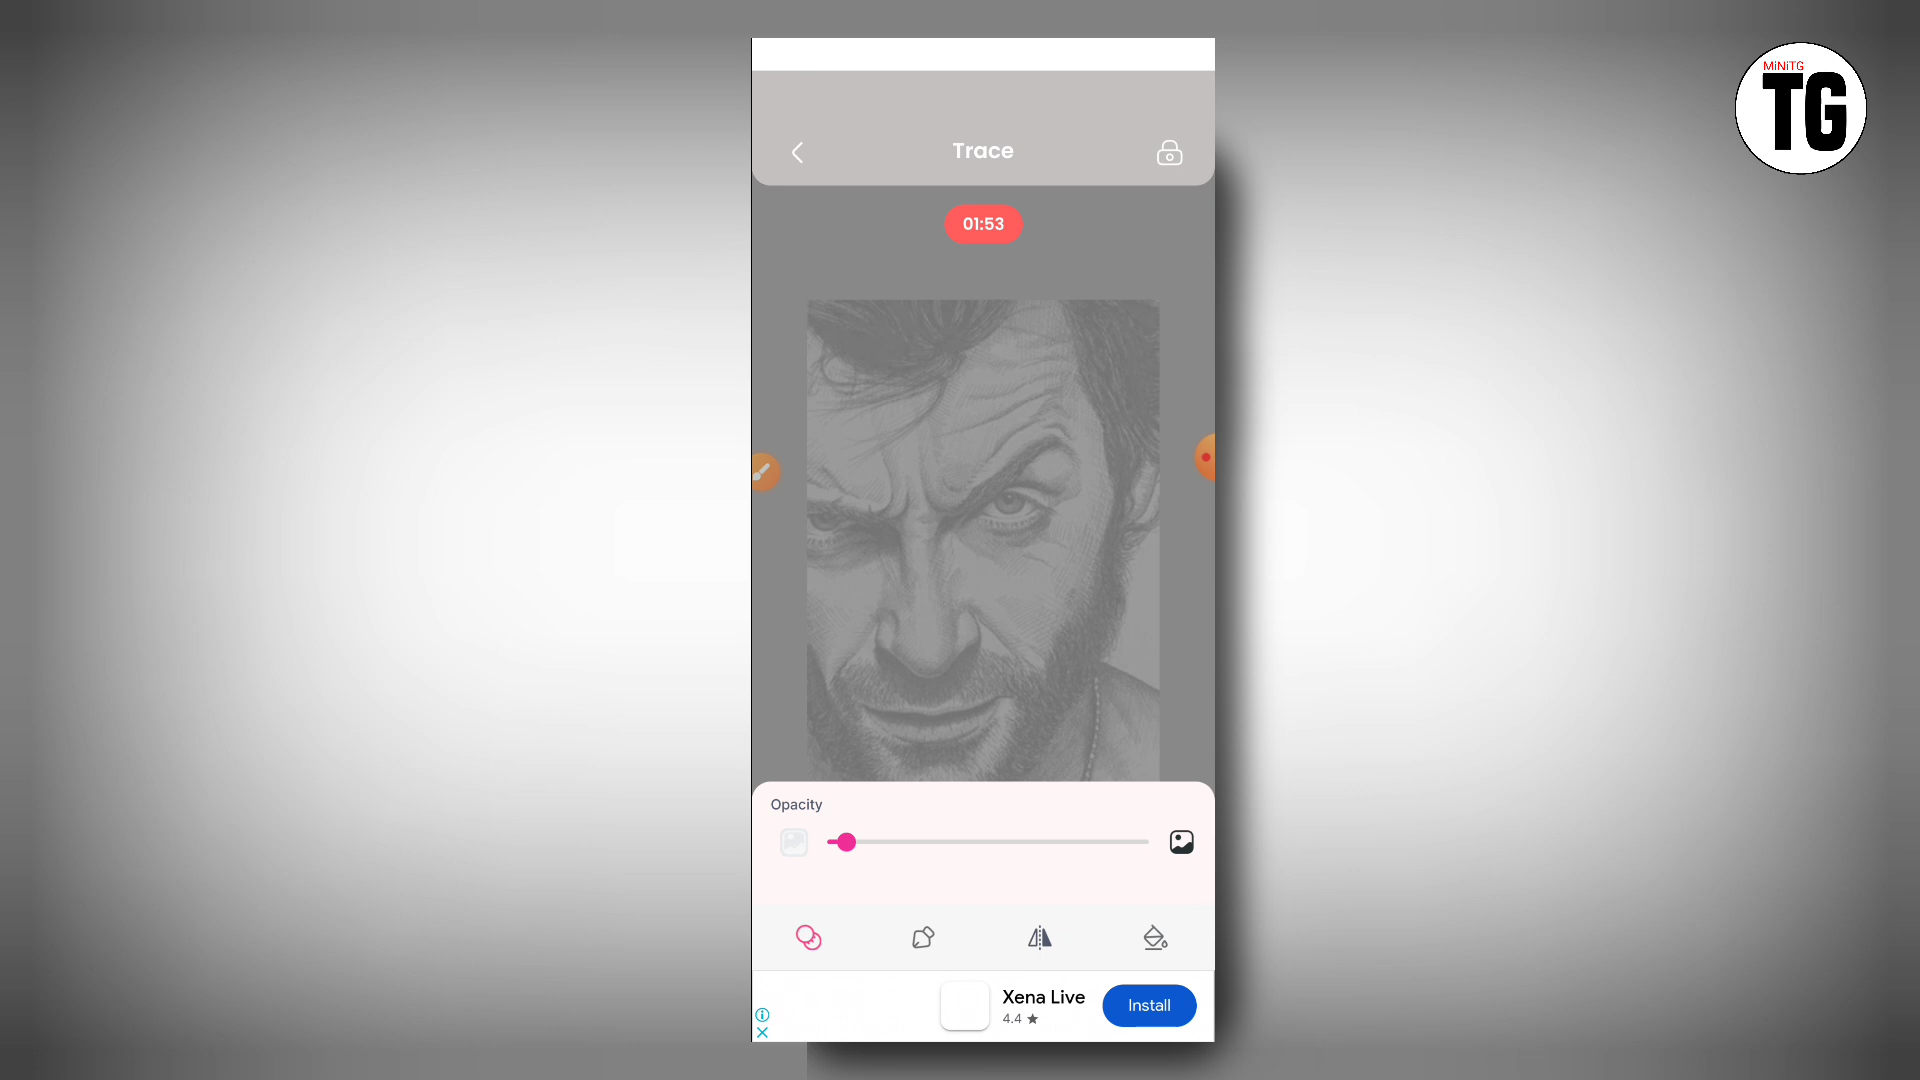 MiNiTG
TG
Trace
01:53
Opacity
Xena Live
4.4 ★
Install